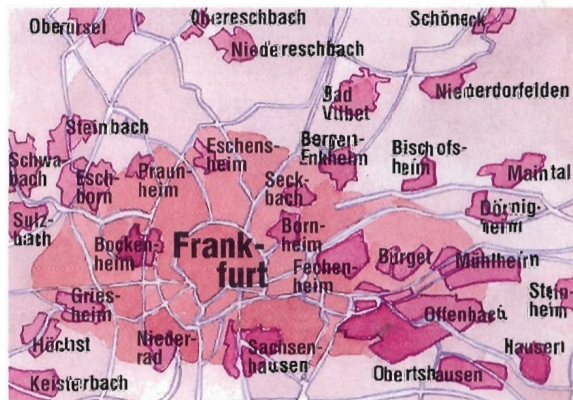 Oberursel
Obereschbach
Schöneck
Niedereschbach
Bad
Vilbel
Niederdorfelden
Steinbach
Schwa-
bach
Esch-
born
Praun-
heim
Eschens-
heim
Bergen-
Enkheim
Seck-
bach
Bischofs-
heim
Maintal
Sulz-
bach
Dörnig-
heim
Bocken-
heim
Frank-
furt
Born-
heim
Fechen-
heim
Bürgel
Mühlheim
Gries-
heim
Stein-
heim
Offenbach
Höchst
Nieder-
rad
Sachsen-
hausen
Hausen
Kelsterbach
Obertshausen